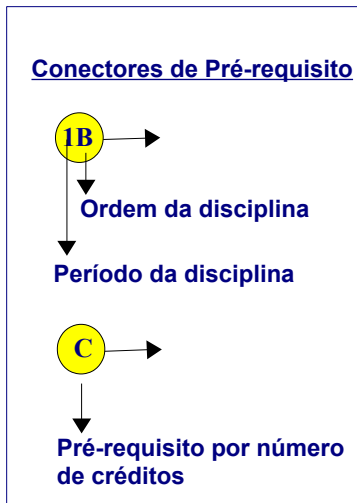 Conectores de Pré-requisito
1B
Ordem da disciplina
Período da disciplina
C
Pré-requisito por número
de créditos